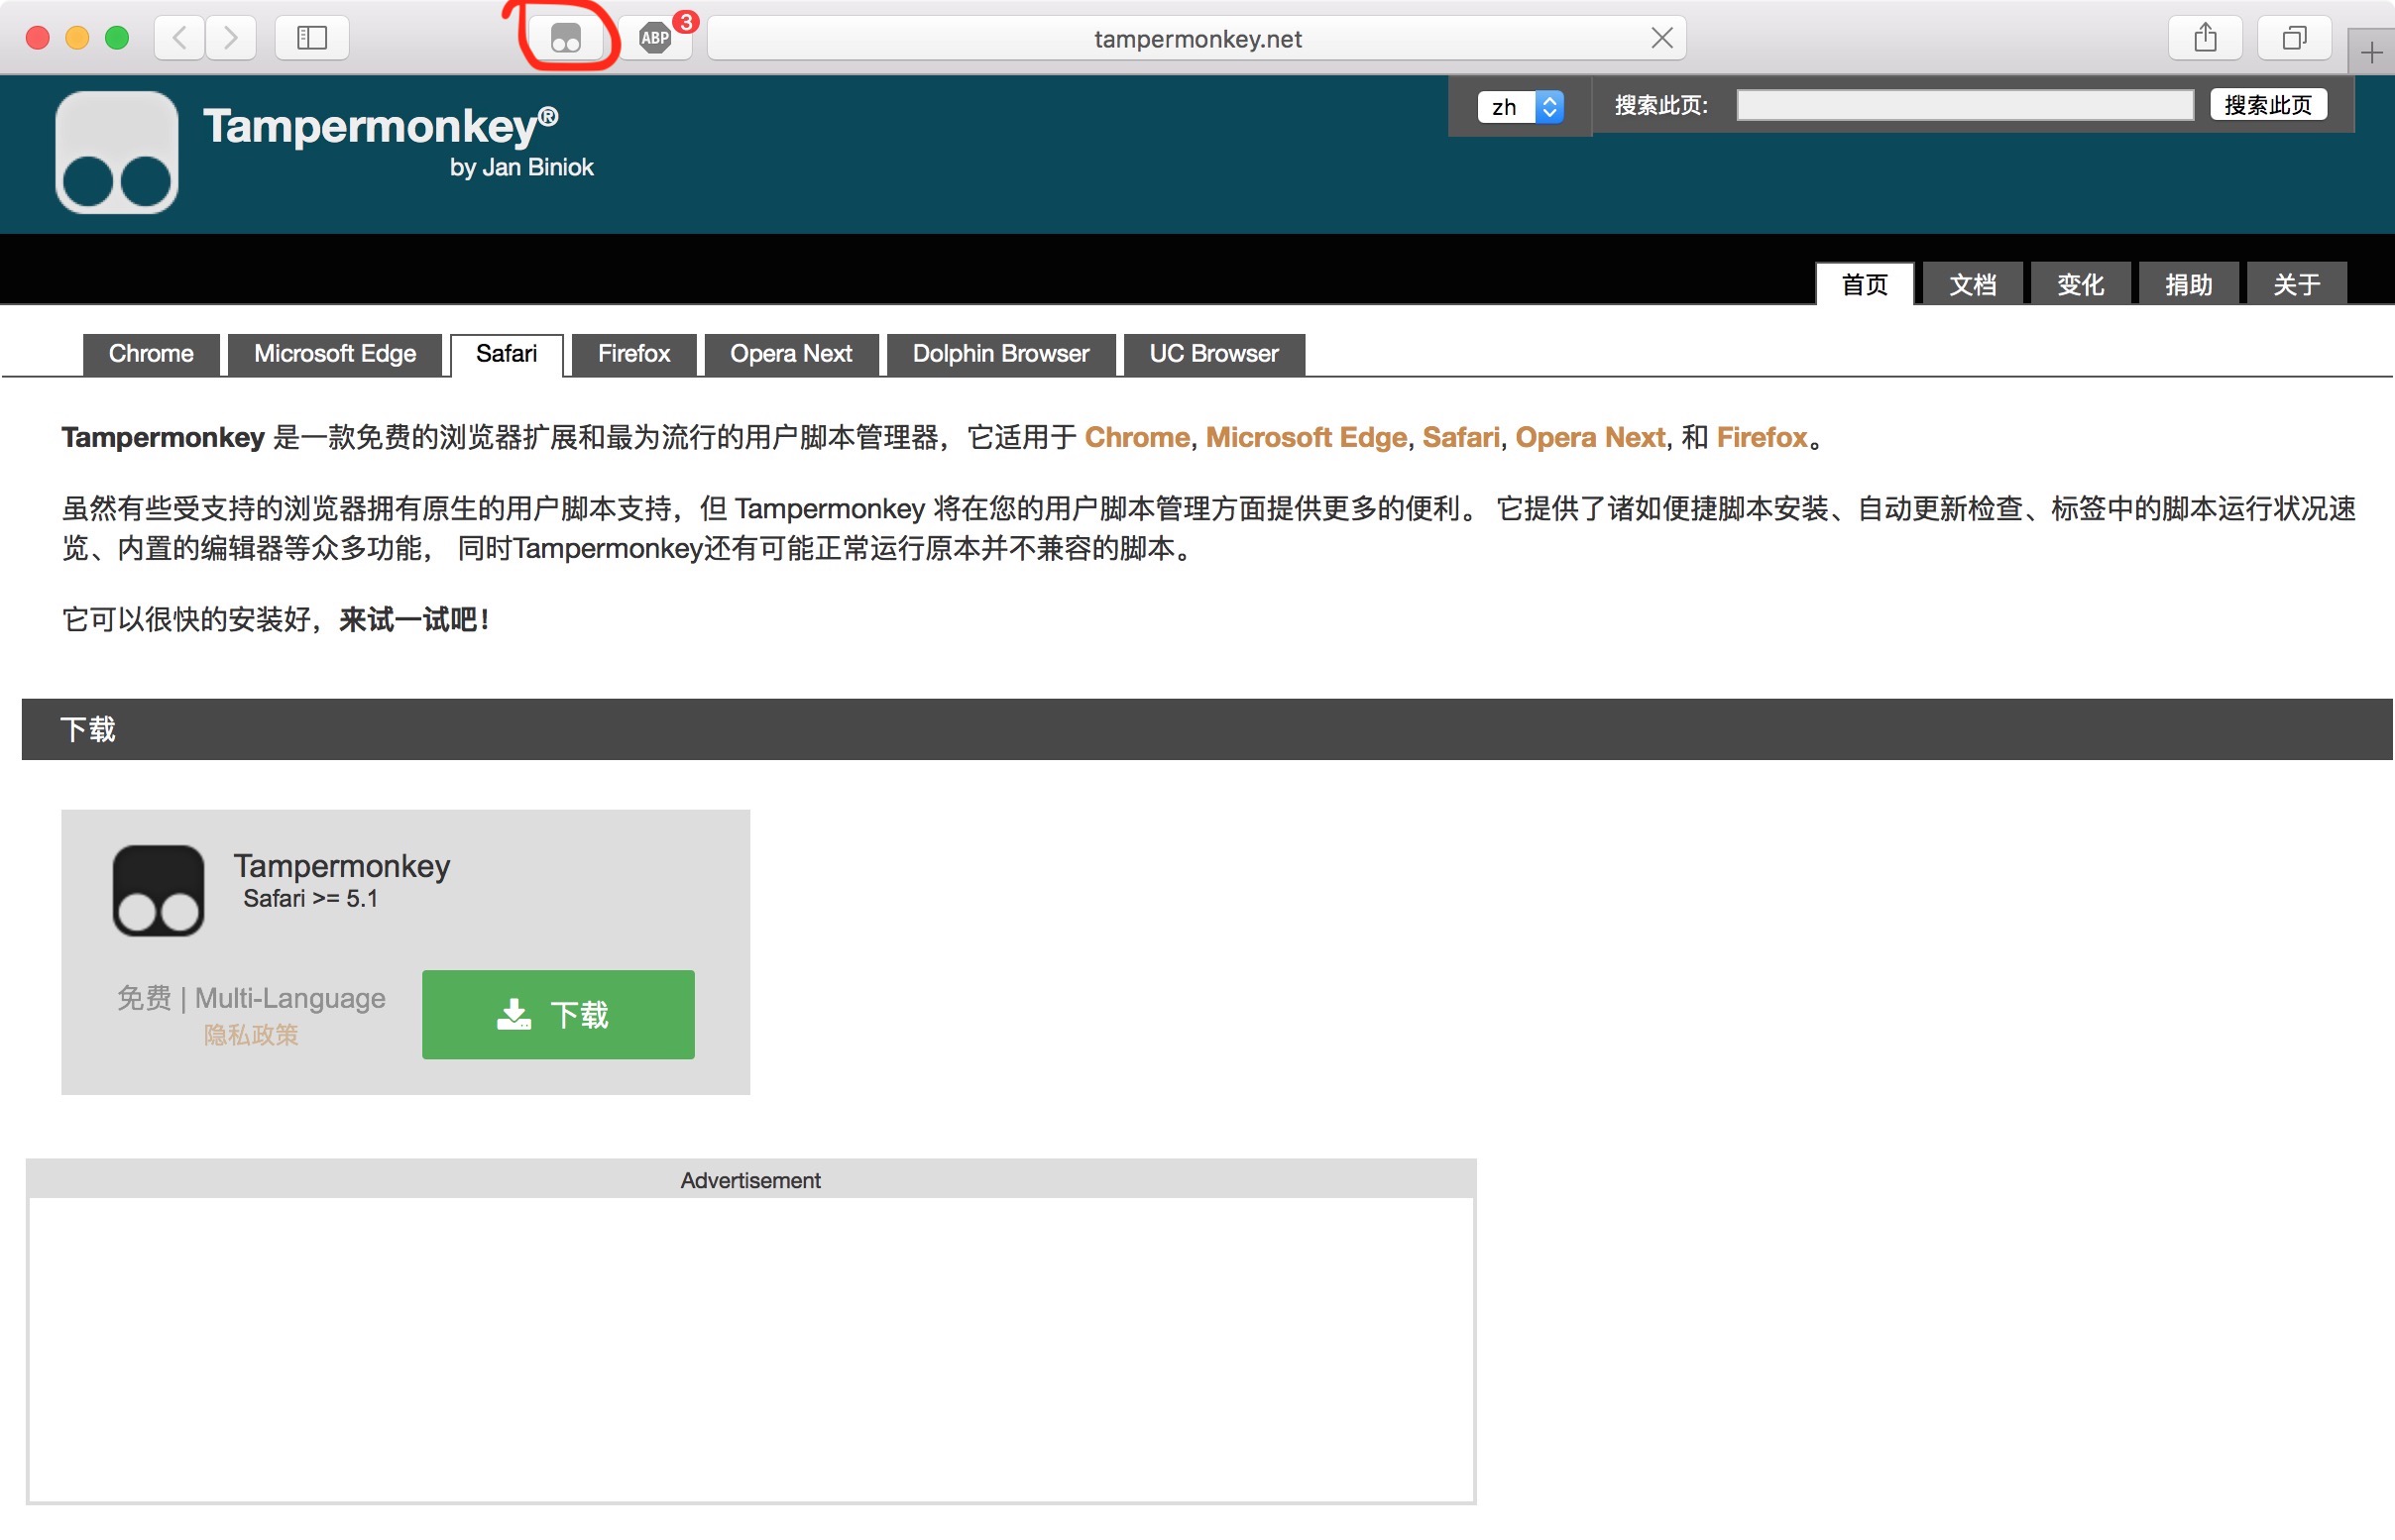 ABP
3
tampermonkey.net
Tampermonkey®
by Jan Biniok
zh
搜索此页:
搜索此页
首页
文档
变化
捐助
关于
Chrome
Microsoft Edge
Safari
Firefox
Opera Next
Dolphin Browser
UC Browser
Tampermonkey 是一款免费的浏览器扩展和最为流行的用户脚本管理器，它适用于 Chrome, Microsoft Edge, Safari, Opera Next, 和 Firefox。
虽然有些受支持的浏览器拥有原生的用户脚本支持，但 Tampermonkey 将在您的用户脚本管理方面提供更多的便利。 它提供了诸如便捷脚本安装、自动更新检查、标签中的脚本运行状况速
览、内置的编辑器等众多功能， 同时Tampermonkey还有可能正常运行原本并不兼容的脚本。
它可以很快的安装好，来试一试吧！
下载
Tampermonkey
Safari >= 5.1
免费 | Multi-Language
隐私政策
下载
Advertisement